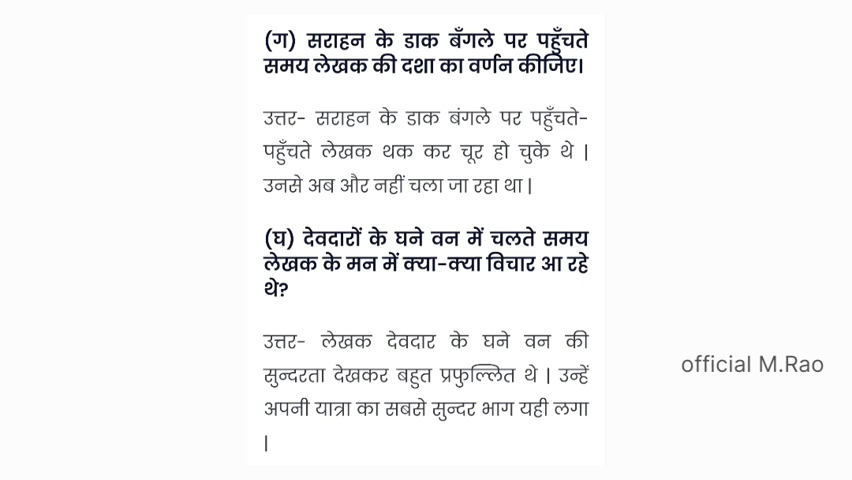 (ग) सराहन के डाक बँगले पर पहुँचते
समय लेखक की दशा का वर्णन कीजिए।
उत्तर- सराहन के डाक बंगले पर पहुँचते-
पहुँचते लेखक थक कर चूर हो चुके थे |
उनसे अब और नहीं चला जा रहा था |
(घ) देवदारों के घने वन में चलते समय
लेखक के मन में क्या-क्या विचार आ रहे
थे?
उत्तर- लेखक देवदार के घने वन की
सुन्दरता देखकर बहुत प्रफुल्लित थे | उन्हें
अपनी यात्रा का सबसे सुन्दर भाग यही लगा
|
official M.Rao